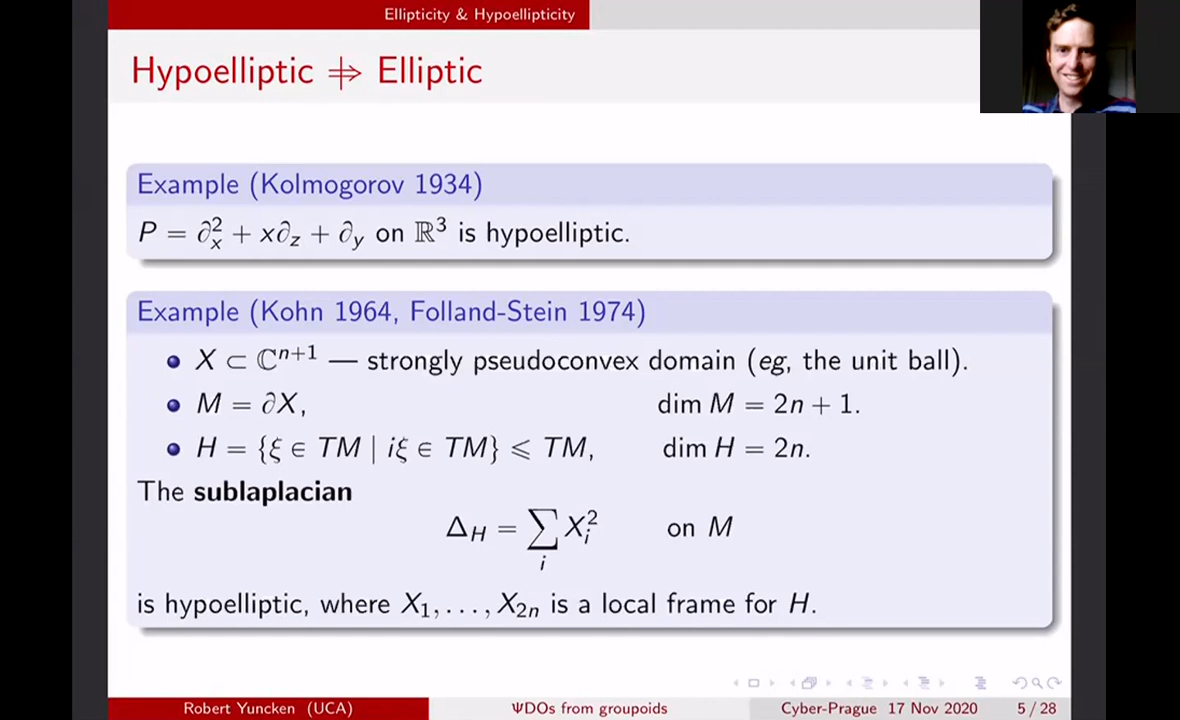 Ellipticity & Hypoellipticity
Hypoelliptic ⇏ Elliptic
Example (Kolmogorov 1934)
P = ∂²ₓ + x∂_z + ∂_y on ℝ³ is hypoelliptic.
Example (Kohn 1964, Folland-Stein 1974)
• X ⊂ ℂⁿ⁺¹ — strongly pseudoconvex domain (eg, the unit ball).
• M = ∂X, dim M = 2n + 1.
• H = {ξ ∈ TM | iξ ∈ TM} ⩽ TM, dim H = 2n.
The sublaplacian
Δ_H = ∑_i X_i² on M
is hypoelliptic, where X₁, . . . , X₂ₙ is a local frame for H.
Robert Yuncken (UCA) ΨDOs from groupoids Cyber-Prague 17 Nov 2020 5 / 28